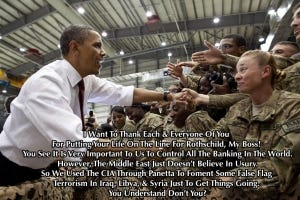 I Want To Thank Each & Everyone Of You
For Putting Your Life On The Line For Rothschild, My Boss!
You See It Is Very Important To Us To Control All The Banking In The World.
However, The Middle East Just Doesn't Believe In Usury.
So We Used The CIA Through Panetta To Foment Some False Flag
Terrorism In Iraq, Libya, & Syria Just To Get Things Going.
You Understand Don't You?